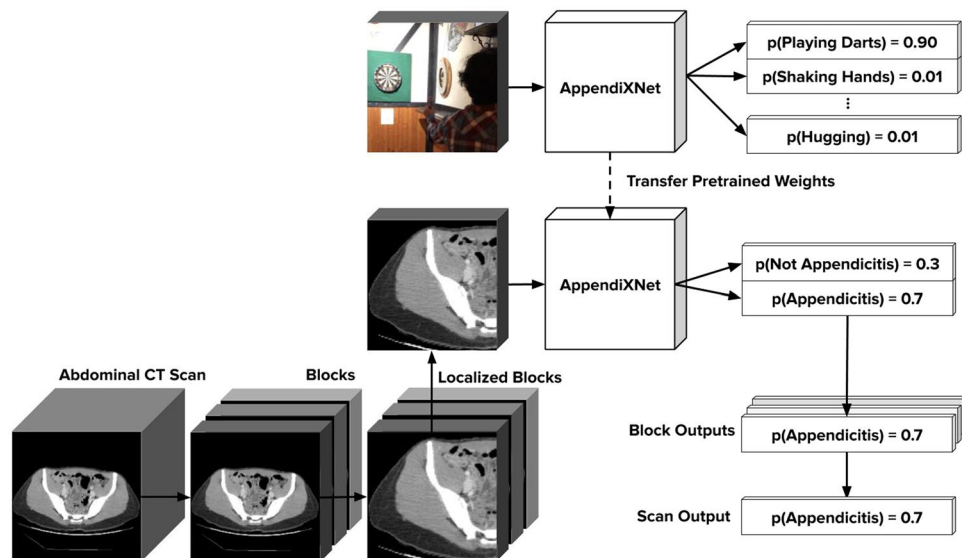 AppendiXNet
p(Playing Darts) = 0.90
p(Shaking Hands) = 0.01
⋮
p(Hugging) = 0.01
Transfer Pretrained Weights
AppendiXNet
p(Not Appendicitis) = 0.3
p(Appendicitis) = 0.7
Abdominal CT Scan
Blocks
Localized Blocks
Block Outputs
p(Appendicitis) = 0.7
Scan Output
p(Appendicitis) = 0.7